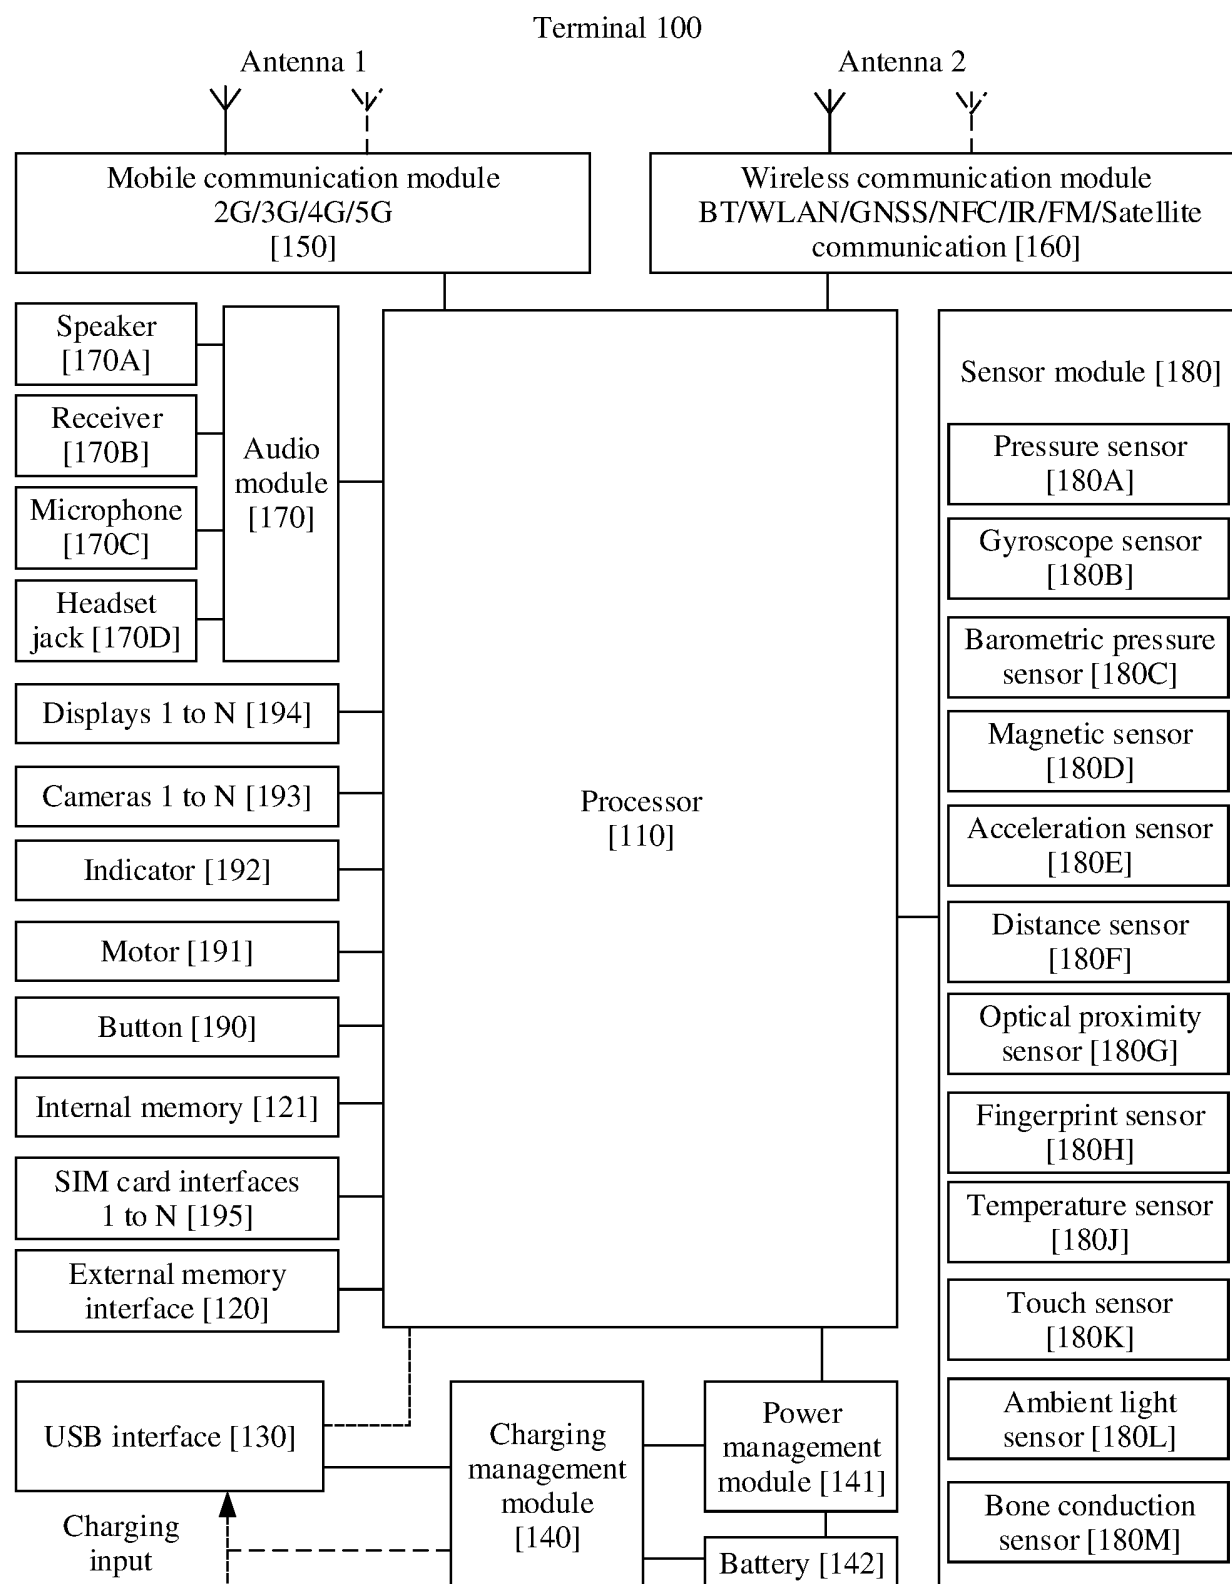 Terminal 100
Antenna 1
Antenna 2
Mobile communication module
2G/3G/4G/5G
[150]
Wireless communication module
BT/WLAN/GNSS/NFC/IR/FM/Satellite
communication [160]
Speaker
[170A]
Receiver
[170B]
Microphone
[170C]
Headset
jack [170D]
Audio
module
[170]
Displays 1 to N [194]
Cameras 1 to N [193]
Indicator [192]
Motor [191]
Button [190]
Internal memory [121]
SIM card interfaces
1 to N [195]
External memory
interface [120]
Processor
[110]
Sensor module [180]
Pressure sensor
[180A]
Gyroscope sensor
[180B]
Barometric pressure
sensor [180C]
Magnetic sensor
[180D]
Acceleration sensor
[180E]
Distance sensor
[180F]
Optical proximity
sensor [180G]
Fingerprint sensor
[180H]
Temperature sensor
[180J]
Touch sensor
[180K]
Ambient light
sensor [180L]
Bone conduction
sensor [180M]
USB interface [130]
Charging
input
Charging
management
module
[140]
Power
management
module [141]
Battery [142]